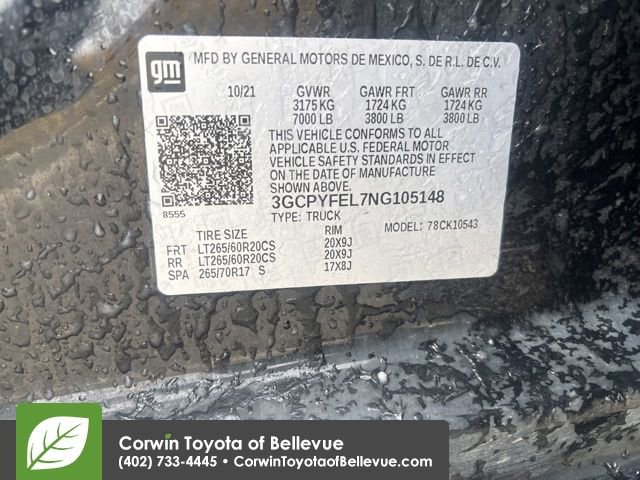 gm
MFD BY GENERAL MOTORS DE MEXICO, S. DE R.L. DE C.V.
10/21 GVWR GAWR FRT GAWR RR
3175 KG 1724 KG 1724 KG
7000 LB 3800 LB 3800 LB
THIS VEHICLE CONFORMS TO ALL
APPLICABLE U.S. FEDERAL MOTOR
VEHICLE SAFETY STANDARDS IN EFFECT
ON THE DATE OF MANUFACTURE
SHOWN ABOVE.
8555 3GCPYFEL7NG105148
TYPE: TRUCK MODEL: 78CK10543
TIRE SIZE RIM
FRT LT265/60R20CS 20X9J
RR LT265/60R20CS 20X9J
SPA 265/70R17 S 17X8J
Corwin Toyota of Bellevue
(402) 733-4445 • CorwinToyotaofBellevue.com